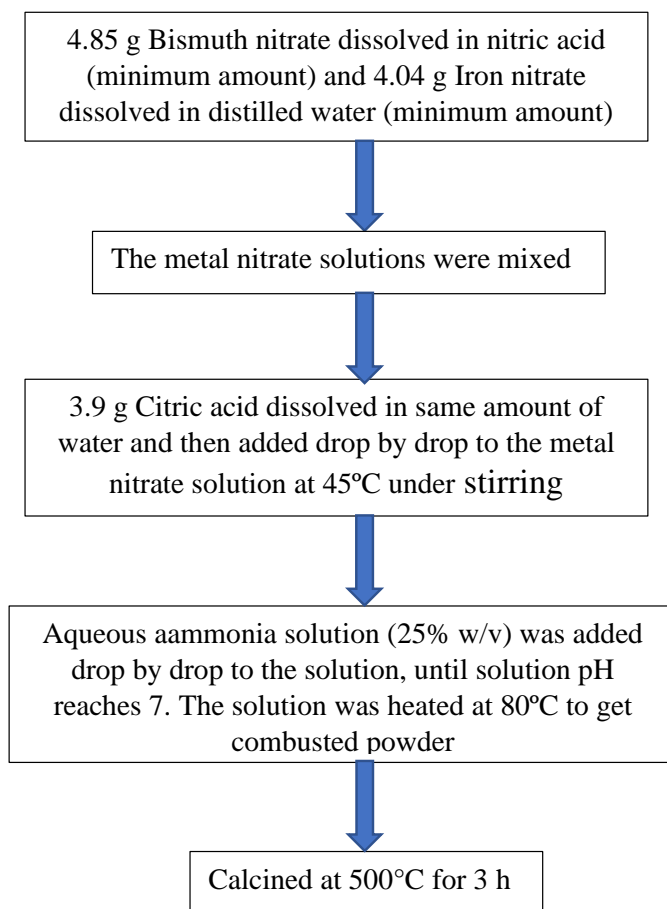 4.85 g Bismuth nitrate dissolved in nitric acid
(minimum amount) and 4.04 g Iron nitrate
dissolved in distilled water (minimum amount)
The metal nitrate solutions were mixed
3.9 g Citric acid dissolved in same amount of
water and then added drop by drop to the metal
nitrate solution at 45ºC under stirring
Aqueous aammonia solution (25% w/v) was added
drop by drop to the solution, until solution pH
reaches 7. The solution was heated at 80ºC to get
combusted powder
Calcined at 500°C for 3 h